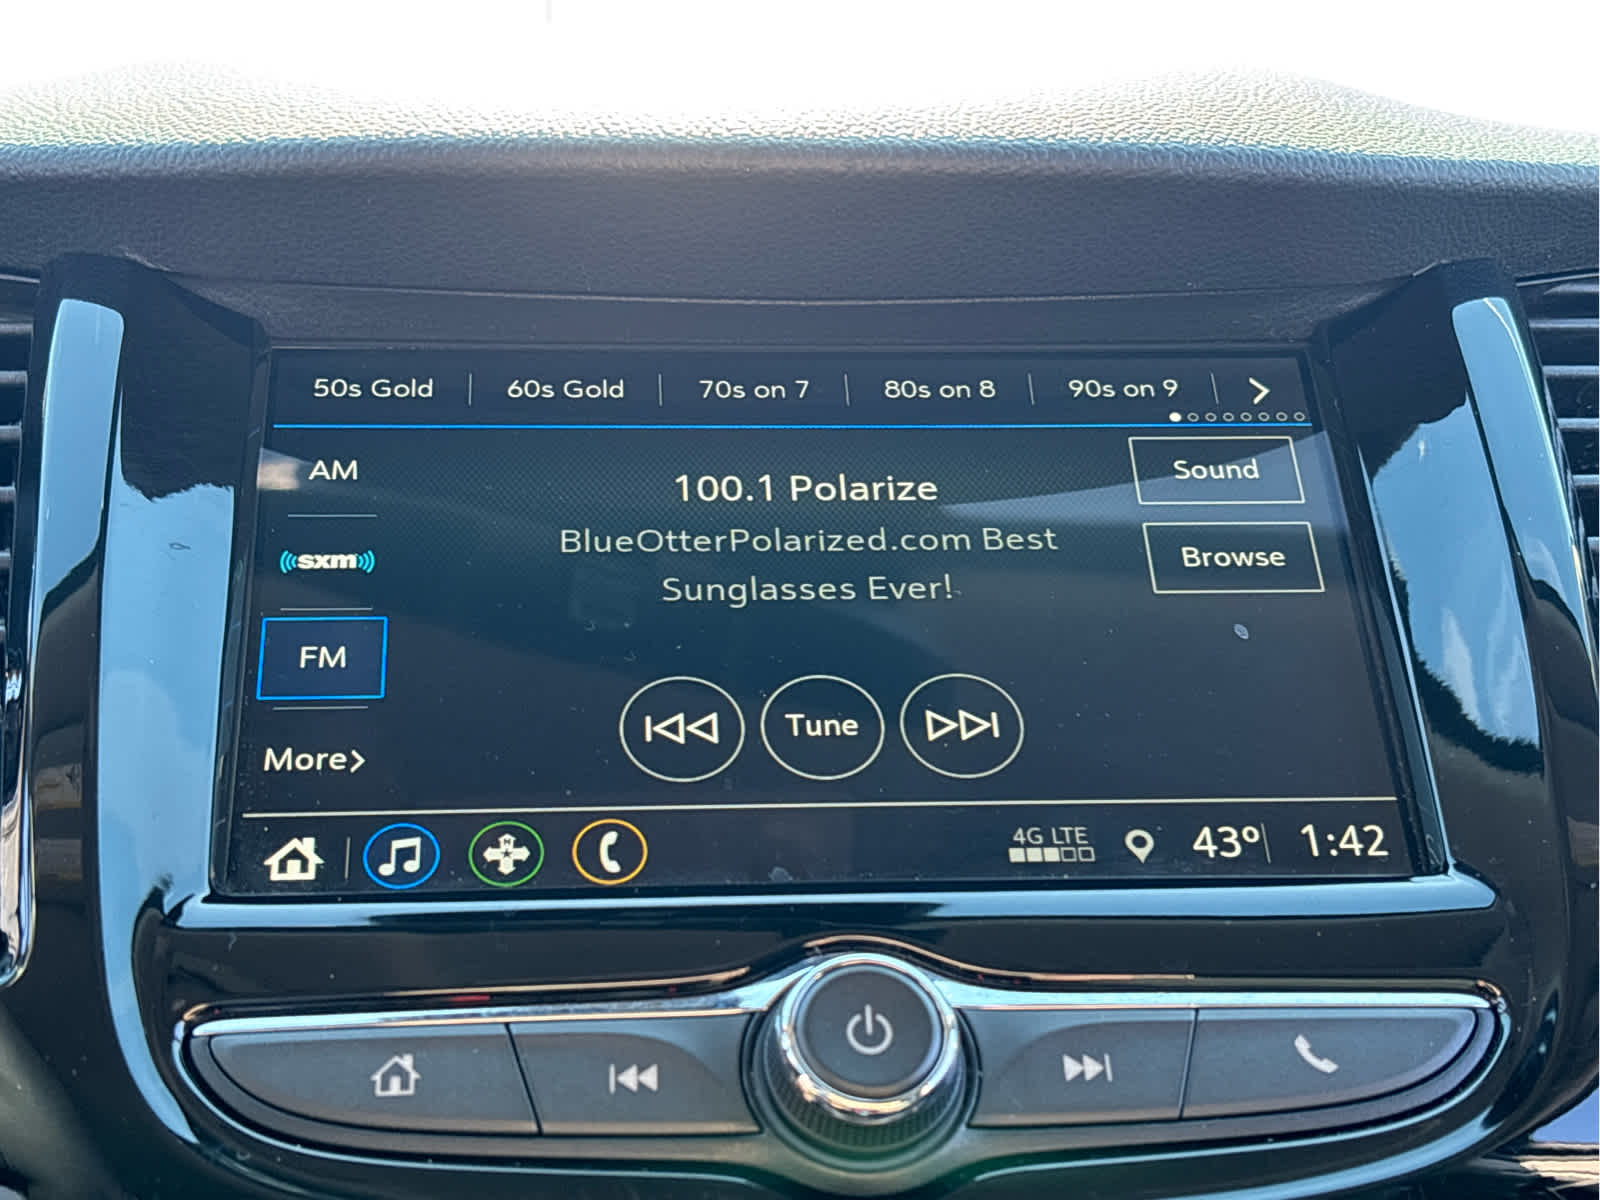 50s Gold | 60s Gold | 70s on 7 | 80s on 8 | 90s on 9
AM
100.1 Polarize
Sound
BlueOtterPolarized.com Best
Sunglasses Ever!
((sxm))
Browse
FM
Tune
More>
4G LTE
43° 1:42